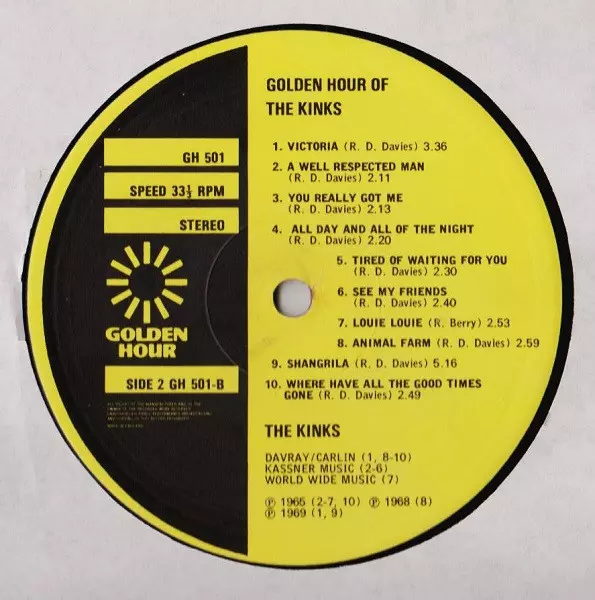 GOLDEN HOUR OF
THE KINKS
1. VICTORIA (R. D. Davies) 3.36
2. A WELL RESPECTED MAN
(R. D. Davies) 2.11
3. YOU REALLY GOT ME
(R. D. Davies) 2.13
4. ALL DAY AND ALL OF THE NIGHT
(R. D. Davies) 2.20
5. TIRED OF WAITING FOR YOU
(R. D. Davies) 2.30
6. SEE MY FRIENDS
(R. D. Davies) 2.40
7. LOUIE LOUIE (R. Berry) 2.53
8. ANIMAL FARM (R. D. Davies) 2.59
9. SHANGRILA (R. D. Davies) 5.16
10. WHERE HAVE ALL THE GOOD TIMES
GONE (R. D. Davies) 2.49
THE KINKS
DAVRAY/CARLIN (1, 8-10)
KASSNER MUSIC (2-6)
WORLD WIDE MUSIC (7)
℗ 1965 (2-7, 10) ℗ 1968 (8)
℗ 1969 (1, 9)
GH 501
SPEED 33⅓ RPM
STEREO
GOLDEN
HOUR
SIDE 2 GH 501-B